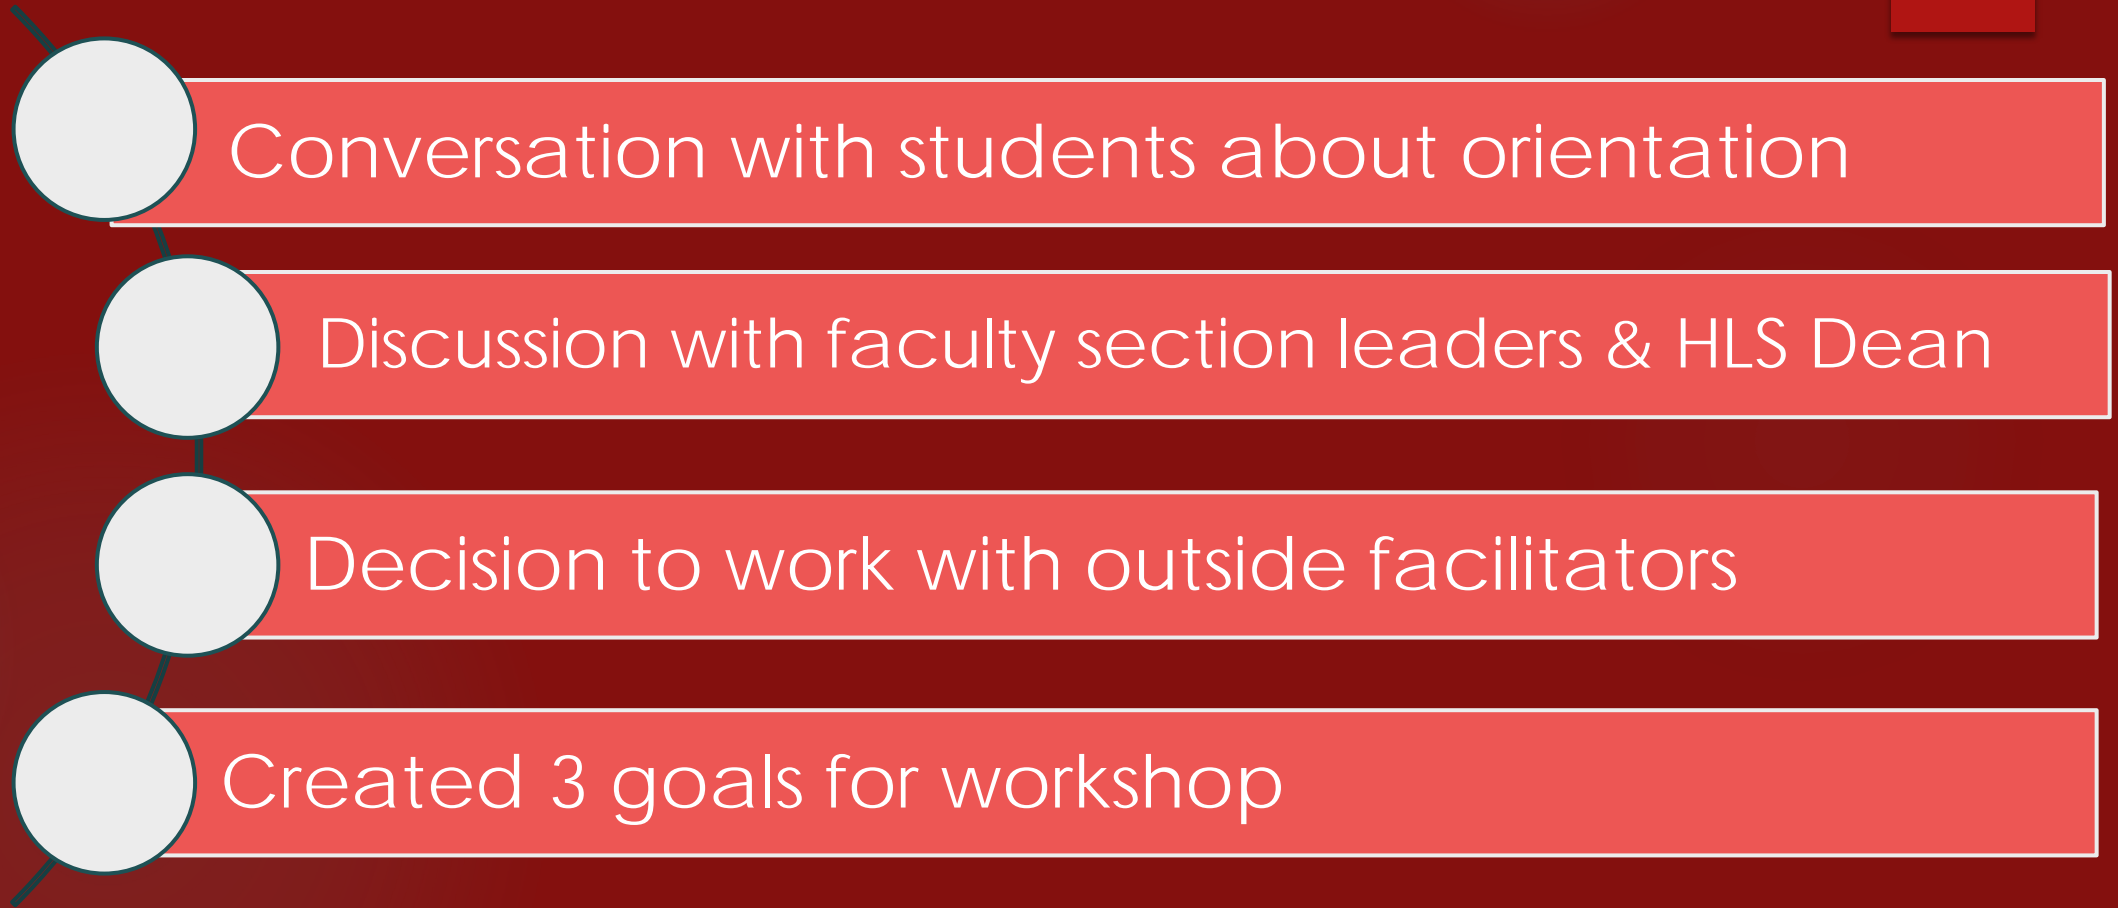 Conversation with students about orientation
Discussion with faculty section leaders & HLS Dean
Decision to work with outside facilitators
Created 3 goals for workshop